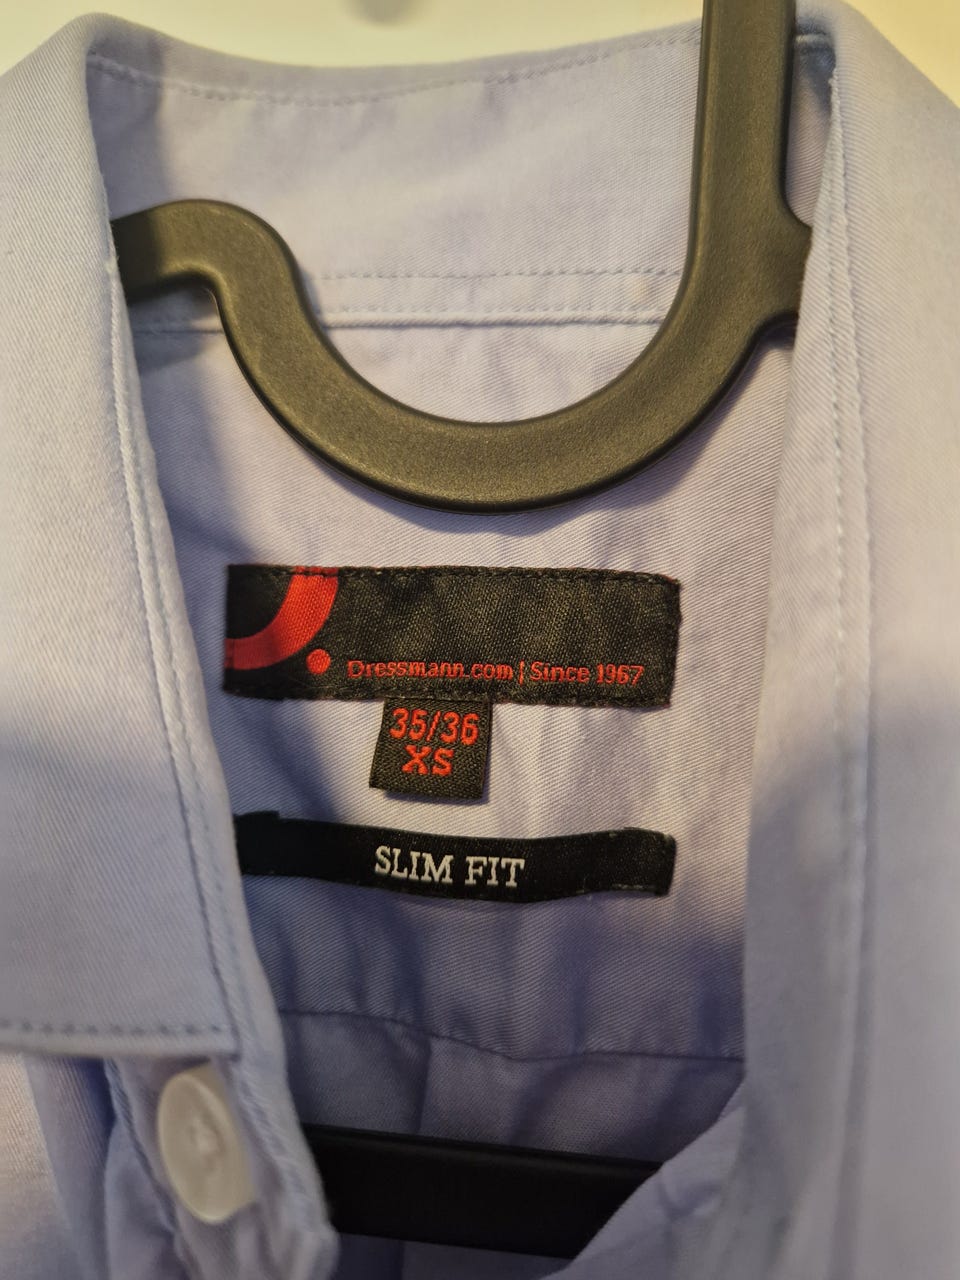 Dressmann.com | Since 1967
35/36
XS
SLIM FIT